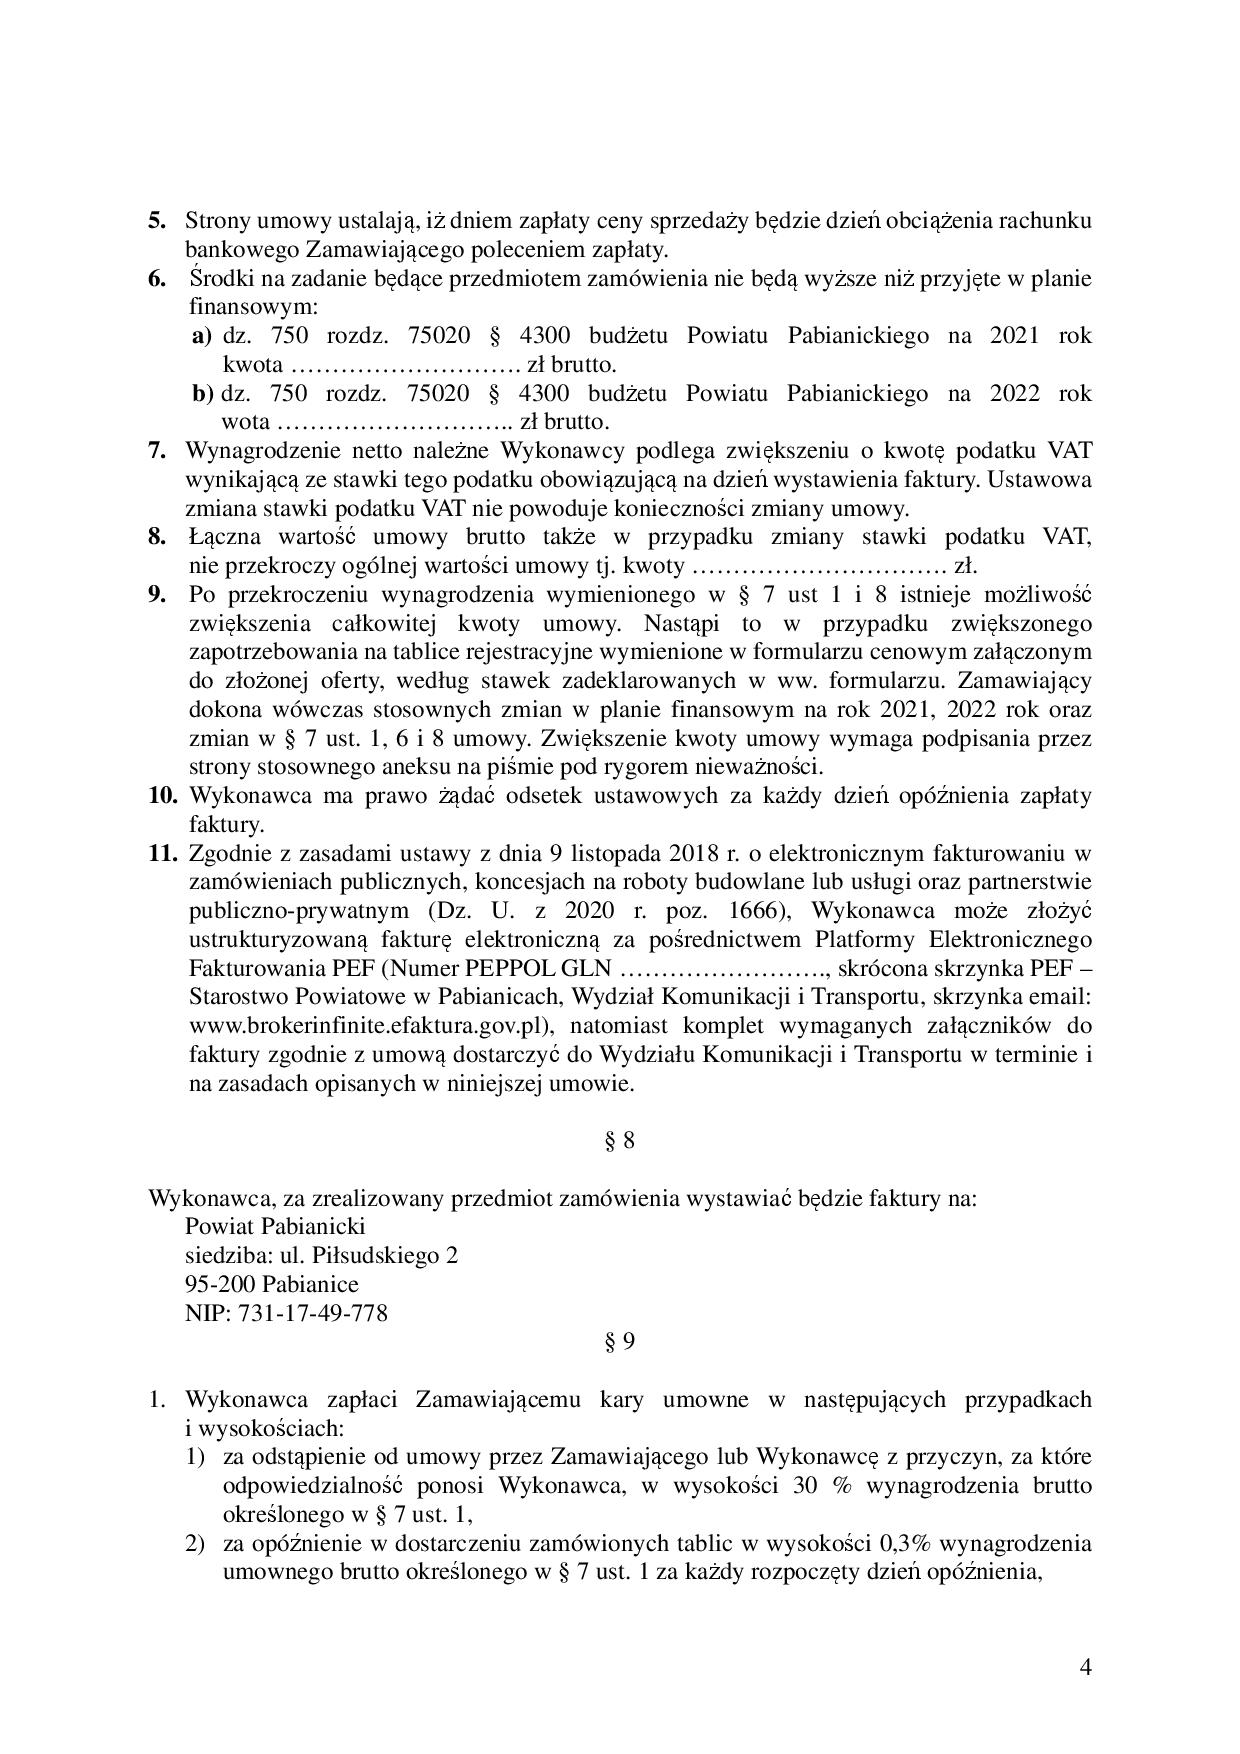 5. Strony umowy ustalają, iż dniem zapłaty ceny sprzedaży będzie dzień obciążenia rachunku
bankowego Zamawiającego poleceniem zapłaty.
6. Środki na zadanie będące przedmiotem zamówienia nie będą wyższe niż przyjęte w planie
finansowym:
a) dz. 750 rozdz. 75020 § 4300 budżetu Powiatu Pabianickiego na 2021 rok
kwota ………………………. zł brutto.
b) dz. 750 rozdz. 75020 § 4300 budżetu Powiatu Pabianickiego na 2022 rok
wota ……………………….. zł brutto.
7. Wynagrodzenie netto należne Wykonawcy podlega zwiększeniu o kwotę podatku VAT
wynikającą ze stawki tego podatku obowiązującą na dzień wystawienia faktury. Ustawowa
zmiana stawki podatku VAT nie powoduje konieczności zmiany umowy.
8. Łączna wartość umowy brutto także w przypadku zmiany stawki podatku VAT,
nie przekroczy ogólnej wartości umowy tj. kwoty …………………………. zł.
9. Po przekroczeniu wynagrodzenia wymienionego w § 7 ust 1 i 8 istnieje możliwość
zwiększenia całkowitej kwoty umowy. Nastąpi to w przypadku zwiększonego
zapotrzebowania na tablice rejestracyjne wymienione w formularzu cenowym załączonym
do złożonej oferty, według stawek zadeklarowanych w ww. formularzu. Zamawiający
dokona wówczas stosownych zmian w planie finansowym na rok 2021, 2022 rok oraz
zmian w § 7 ust. 1, 6 i 8 umowy. Zwiększenie kwoty umowy wymaga podpisania przez
strony stosownego aneksu na piśmie pod rygorem nieważności.
10. Wykonawca ma prawo żądać odsetek ustawowych za każdy dzień opóźnienia zapłaty
faktury.
11. Zgodnie z zasadami ustawy z dnia 9 listopada 2018 r. o elektronicznym fakturowaniu w
zamówieniach publicznych, koncesjach na roboty budowlane lub usługi oraz partnerstwie
publiczno-prywatnym (Dz. U. z 2020 r. poz. 1666), Wykonawca może złożyć
ustrukturyzowaną fakturę elektroniczną za pośrednictwem Platformy Elektronicznego
Fakturowania PEF (Numer PEPPOL GLN ……………………., skrócona skrzynka PEF –
Starostwo Powiatowe w Pabianicach, Wydział Komunikacji i Transportu, skrzynka email:
www.brokerinfinite.efaktura.gov.pl), natomiast komplet wymaganych załączników do
faktury zgodnie z umową dostarczyć do Wydziału Komunikacji i Transportu w terminie i
na zasadach opisanych w niniejszej umowie.
§ 8
Wykonawca, za zrealizowany przedmiot zamówienia wystawiać będzie faktury na:
Powiat Pabianicki
siedziba: ul. Piłsudskiego 2
95-200 Pabianice
NIP: 731-17-49-778
§ 9
1. Wykonawca zapłaci Zamawiającemu kary umowne w następujących przypadkach
i wysokościach:
1) za odstąpienie od umowy przez Zamawiającego lub Wykonawcę z przyczyn, za które
odpowiedzialność ponosi Wykonawca, w wysokości 30 % wynagrodzenia brutto
określonego w § 7 ust. 1,
2) za opóźnienie w dostarczeniu zamówionych tablic w wysokości 0,3% wynagrodzenia
umownego brutto określonego w § 7 ust. 1 za każdy rozpoczęty dzień opóźnienia,
4